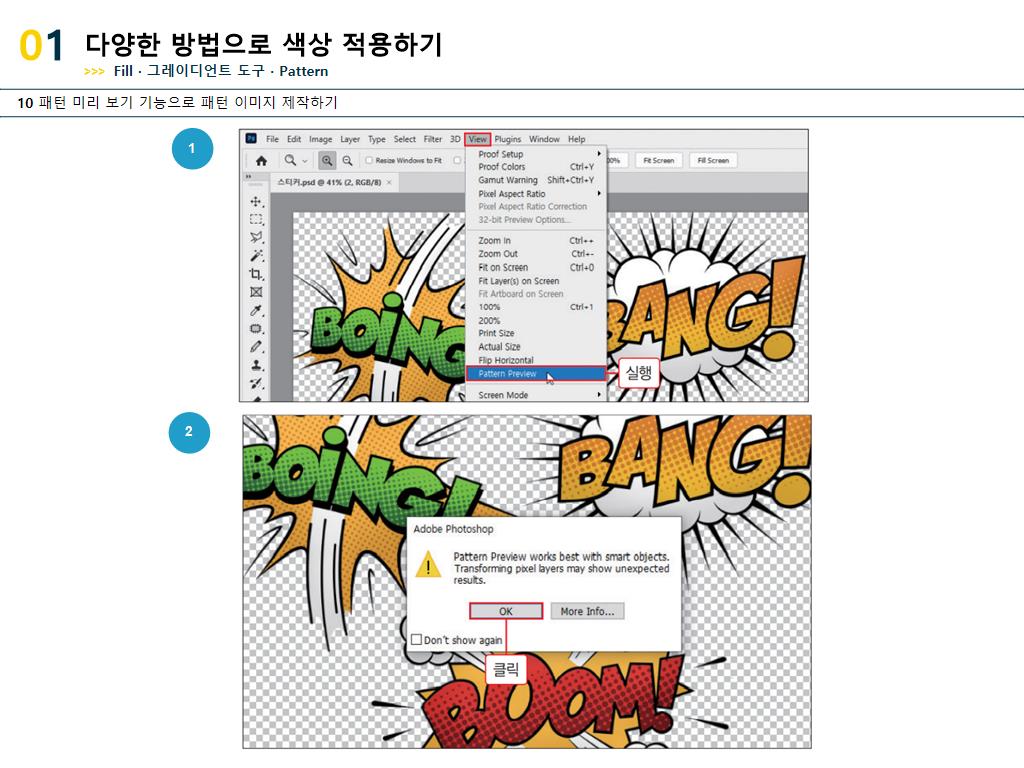 01 다양한 방법으로 색상 적용하기
>>> Fill · 그레이디언트 도구 · Pattern
10 패턴 미리 보기 기능으로 패턴 이미지 제작하기
1
Ps File Edit Image Layer Type Select Filter 3D View Plugins Window Help
Resize Windows to Fit 00% Fit Screen Fill Screen
스티커.psd @ 41% (2, RGB/8) ×
Proof Setup
Proof Colors Ctrl+Y
Gamut Warning Shift+Ctrl+Y
Pixel Aspect Ratio
Pixel Aspect Ratio Correction
32-bit Preview Options...
Zoom In Ctrl++
Zoom Out Ctrl+-
Fit on Screen Ctrl+0
Fit Layer(s) on Screen
Fit Artboard on Screen
100% Ctrl+1
200%
Print Size
Actual Size
Flip Horizontal
Pattern Preview
Screen Mode
실행
BOING
BANG!
2
BOING!
BANG!
Adobe Photoshop
Pattern Preview works best with smart objects.
Transforming pixel layers may show unexpected
results.
OK More Info...
Don't show again
클릭
BOOM!